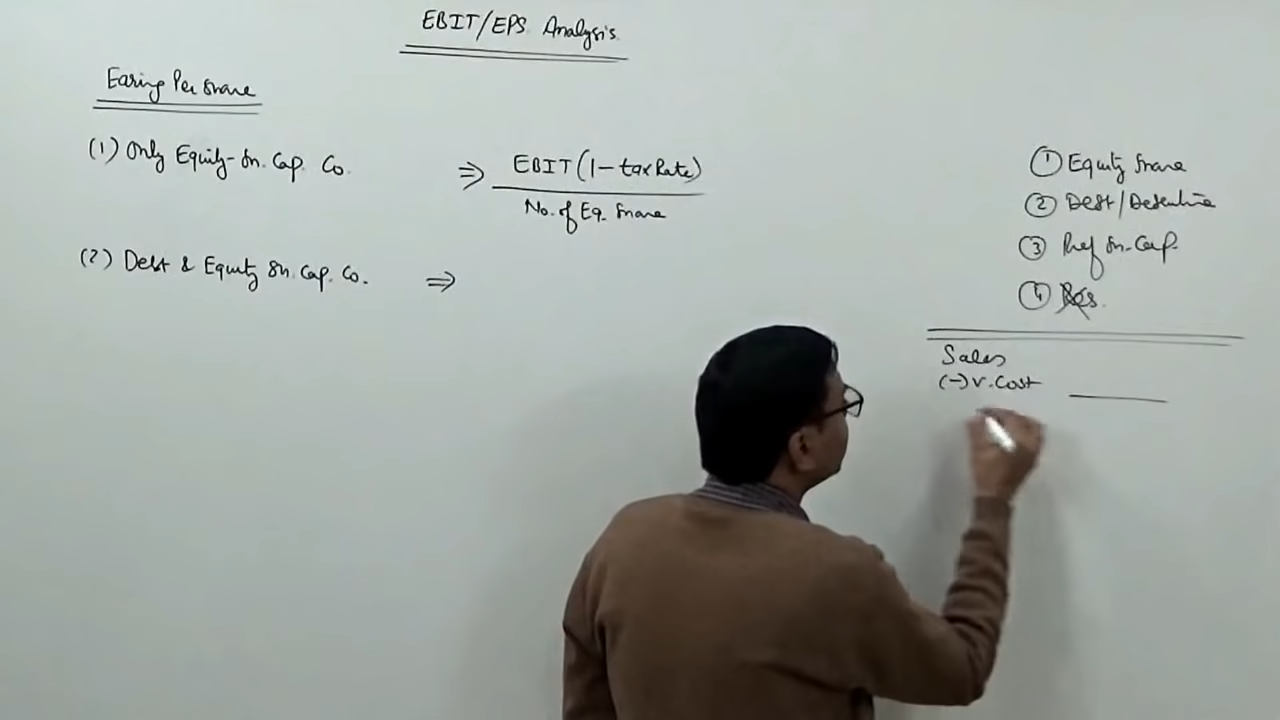 EBIT/EPS Analysis
Earing Per Share
(1) Only Equity-Sh. Cap. Co. ⇒ EBIT(1-tax Rate)
No. of Eq. Share
(2) Debt & Equity Sh. Cap. Co. ⇒
① Equity Share
② Debt/Debenture
③ Pref Sh. Cap.
④ Res.
Sales
(-) V. Cost